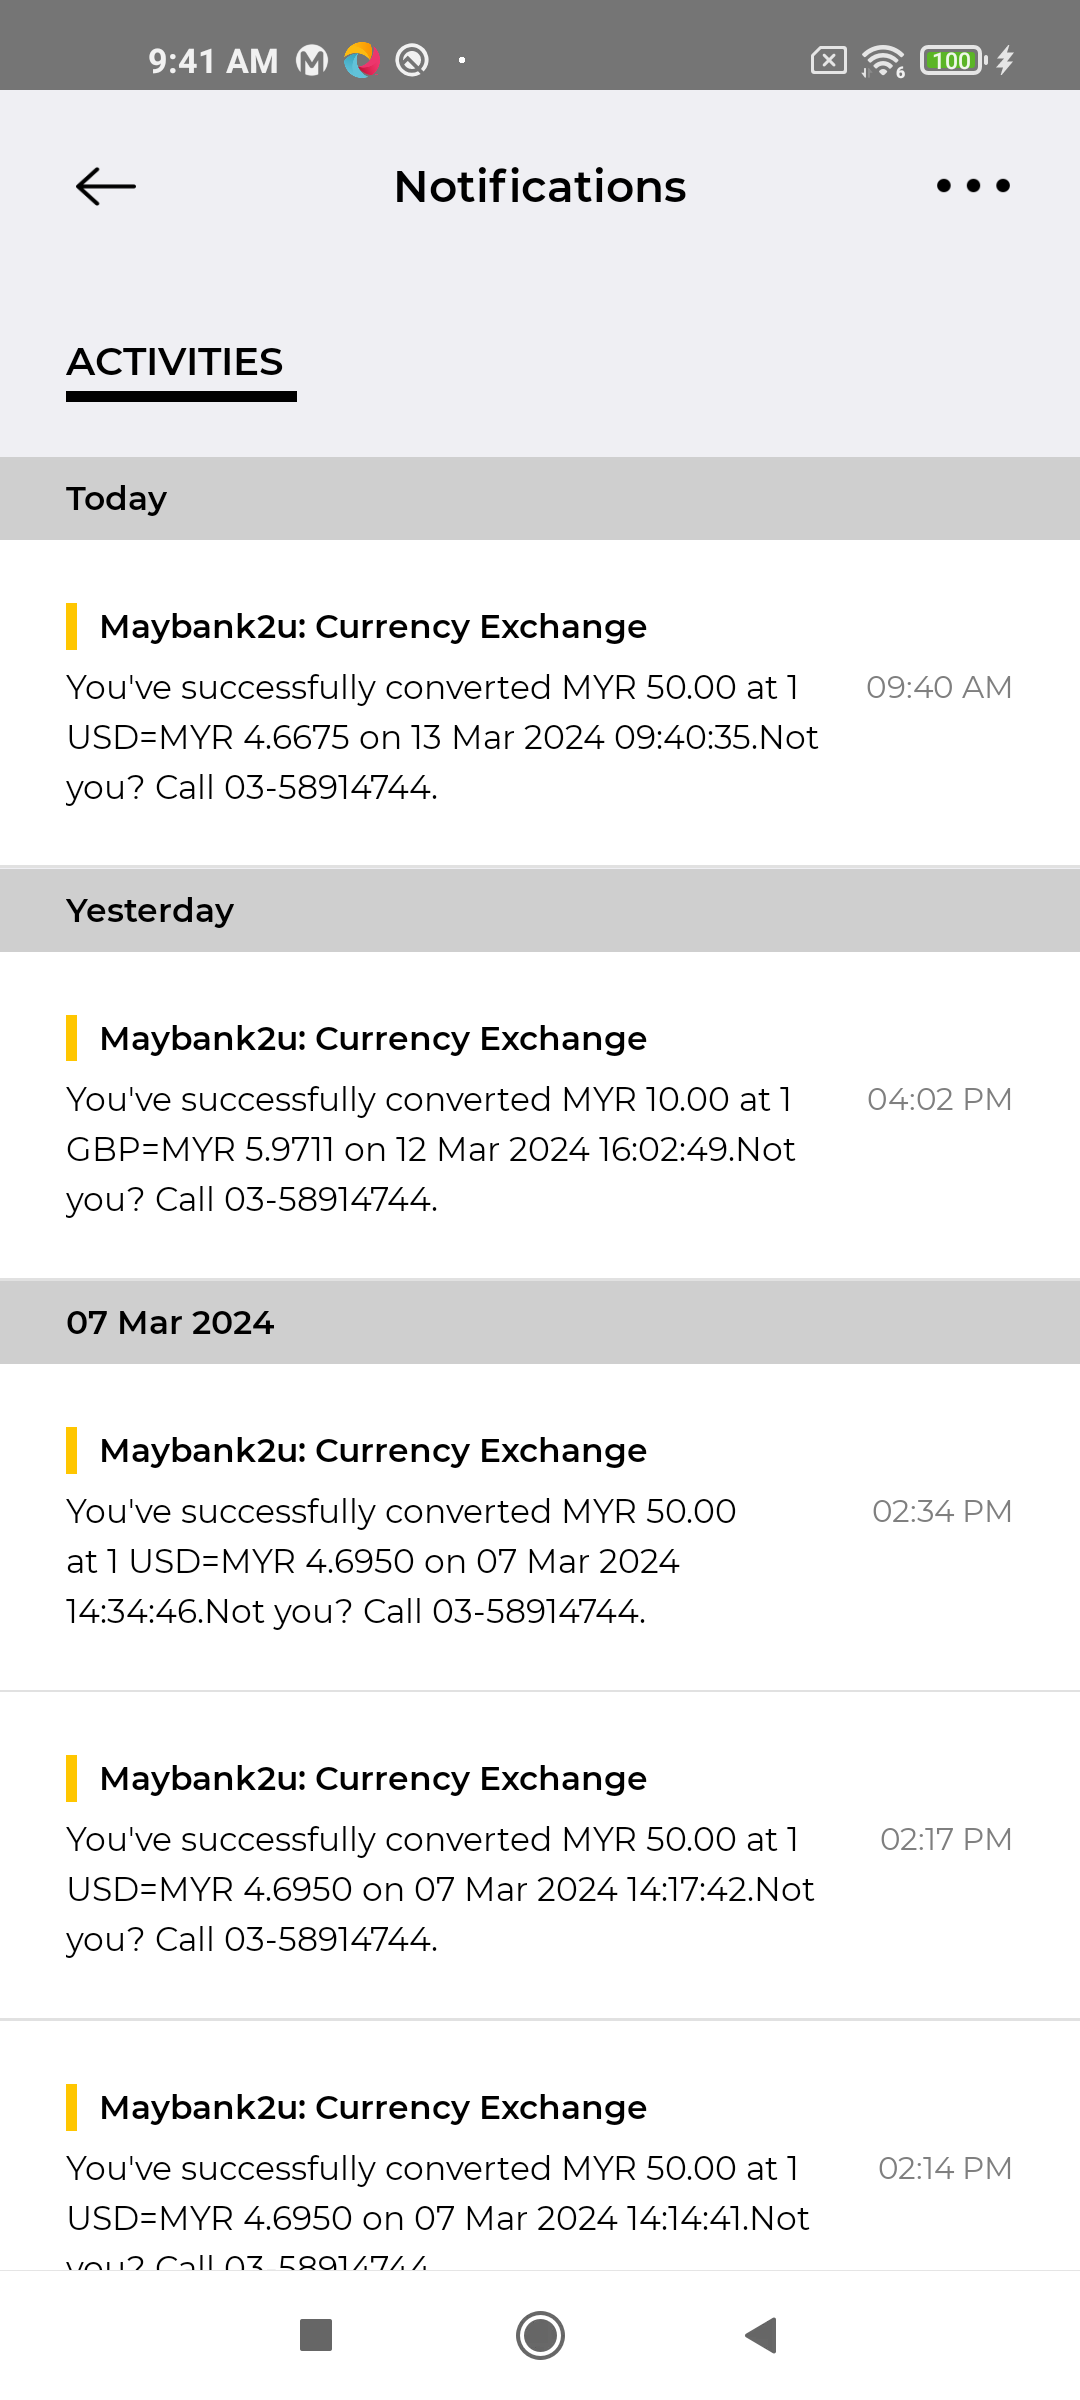 9:41 AM
6
100
Notifications
ACTIVITIES
Today
Maybank2u: Currency Exchange
You've successfully converted MYR 50.00 at 1
09:40 AM
USD=MYR 4.6675 on 13 Mar 2024 09:40:35.Not
you? Call 03-58914744.
Yesterday
Maybank2u: Currency Exchange
You've successfully converted MYR 10.00 at 1
04:02 PM
GBP=MYR 5.9711 on 12 Mar 2024 16:02:49.Not
you? Call 03-58914744.
07 Mar 2024
Maybank2u: Currency Exchange
You've successfully converted MYR 50.00
02:34 PM
at 1 USD=MYR 4.6950 on 07 Mar 2024
14:34:46.Not you? Call 03-58914744.
Maybank2u: Currency Exchange
You've successfully converted MYR 50.00 at 1
02:17 PM
USD=MYR 4.6950 on 07 Mar 2024 14:17:42.Not
you? Call 03-58914744.
Maybank2u: Currency Exchange
You've successfully converted MYR 50.00 at 1
02:14 PM
USD=MYR 4.6950 on 07 Mar 2024 14:14:41.Not
you? Call 03-58914744.